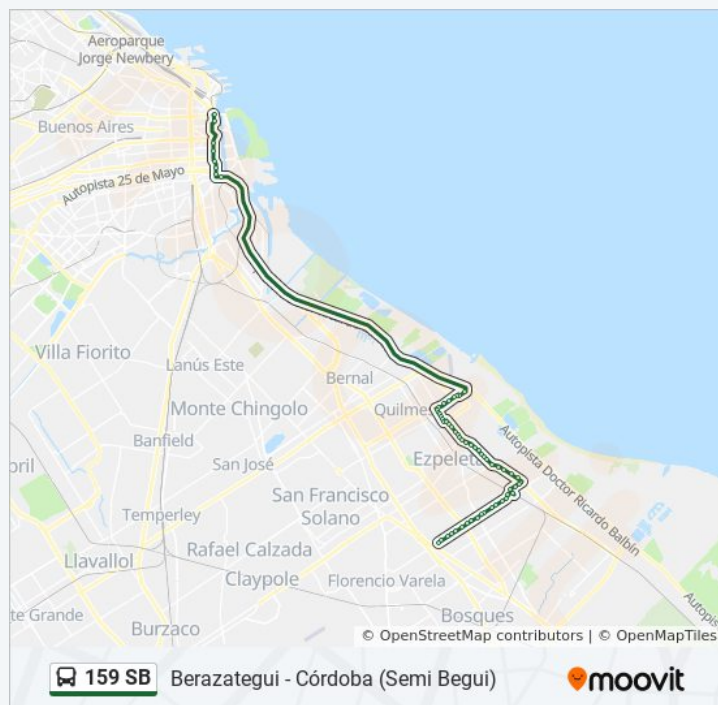 Aeroparque
Jorge Newbery
Buenos Aires
Autopista 25 de Mayo
Villa Fiorito
Lanús Este
Bernal
Monte Chingolo
Quilmes
Banfield
Autopista Doctor Ricardo Balbín
San José
Ezpeleta
San Francisco
Solano
Temperley
Llavallol
Rafael Calzada
Claypole
Florencio Varela
Autopis
te Grande
Bosques
Burzaco
© OpenStreetMap contributors | © OpenMapTiles
159 SB Berazategui - Córdoba (Semi Begui)
moovit